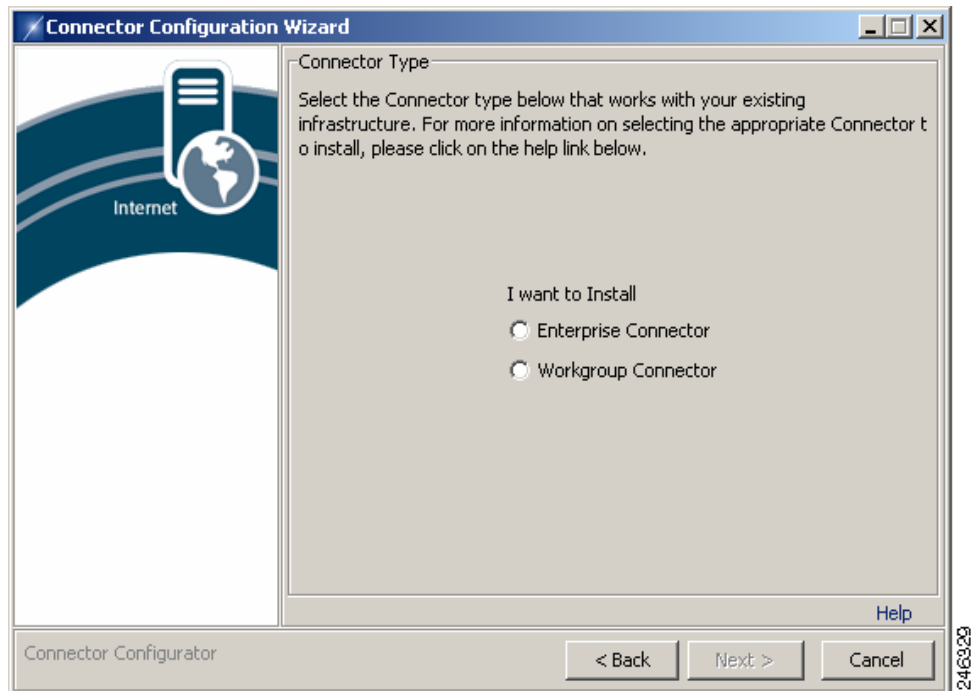 Connector Configuration Wizard
Internet
Connector Type
Select the Connector type below that works with your existing
infrastructure. For more information on selecting the appropriate Connector t
o install, please click on the help link below.
I want to Install
Enterprise Connector
Workgroup Connector
Help
Connector Configurator
< Back
Next >
Cancel
246329